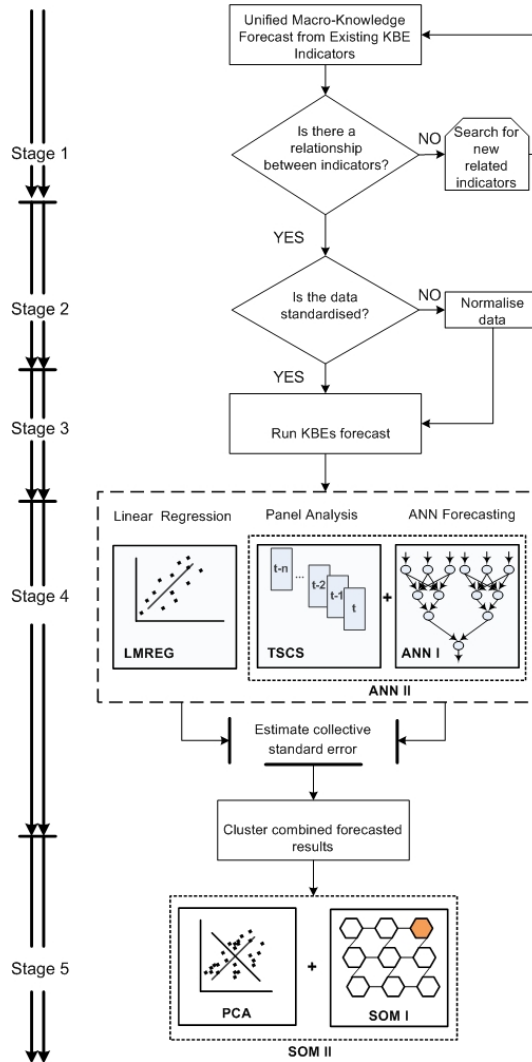 Unified Macro-Knowledge
Forecast from Existing KBE
Indicators
Stage 1
Is there a
relationship
between indicators?
NO
Search for
new
related
indicators
YES
Stage 2
Is the data
standardised?
NO
Normalise
data
YES
Stage 3
Run KBEs forecast
Stage 4
Linear Regression
Panel Analysis
ANN Forecasting
LMREG
t-n
...
t-2
t-1
t
TSCS
+
ANN I
ANN II
Estimate collective
standard error
Cluster combined forecasted
results
Stage 5
PCA
+
SOM I
SOM II